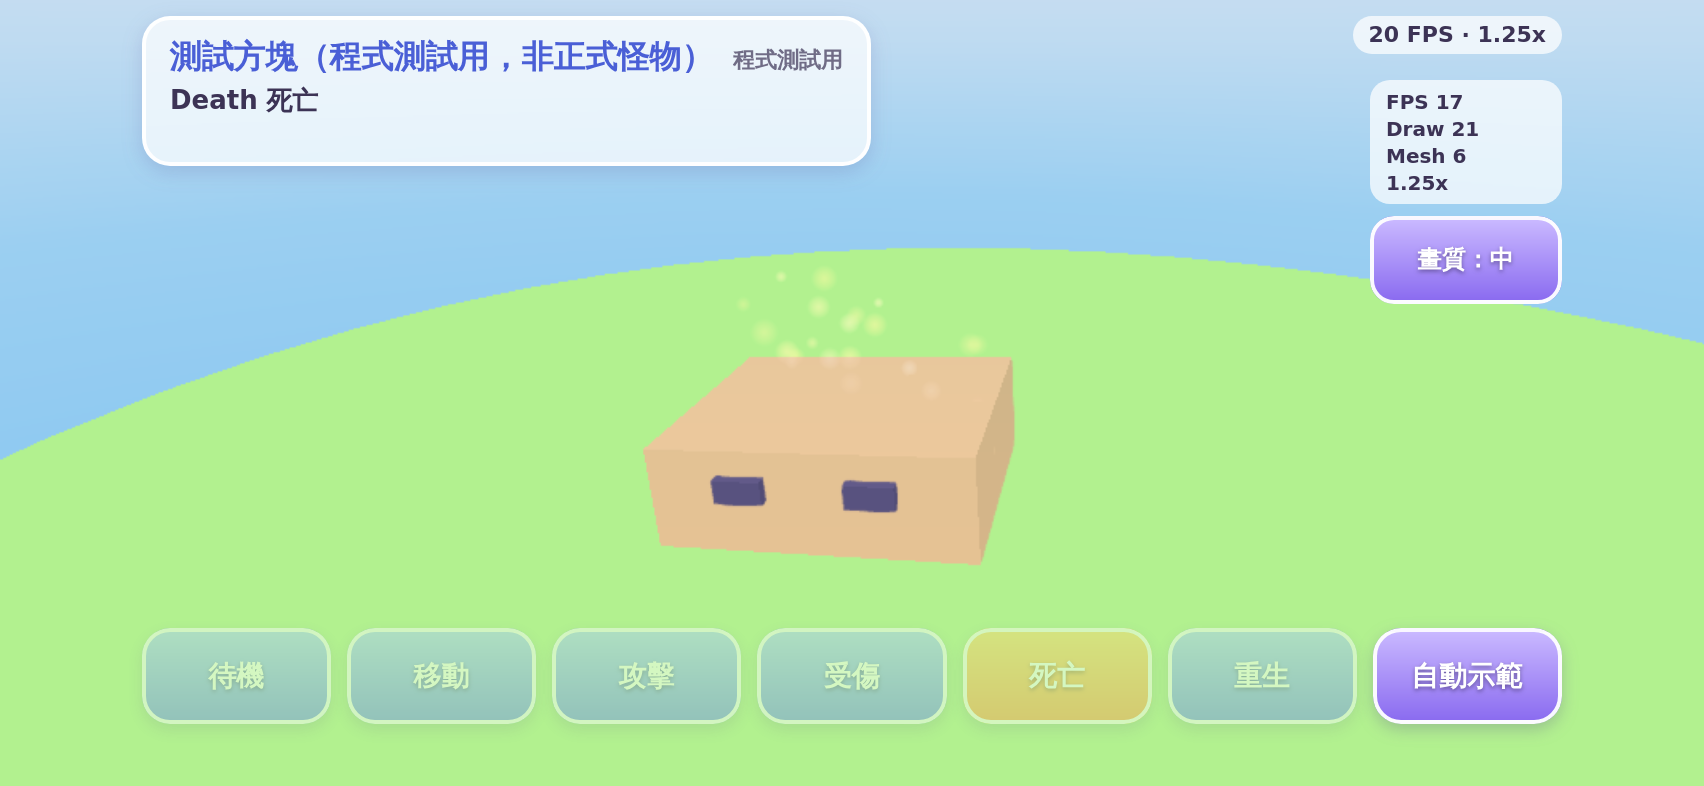 測試方塊（程式測試用，非正式怪物） 程式測試用
Death 死亡
20 FPS · 1.25x
FPS 17
Draw 21
Mesh 6
1.25x
畫質：中
待機
移動
攻擊
受傷
死亡
重生
自動示範